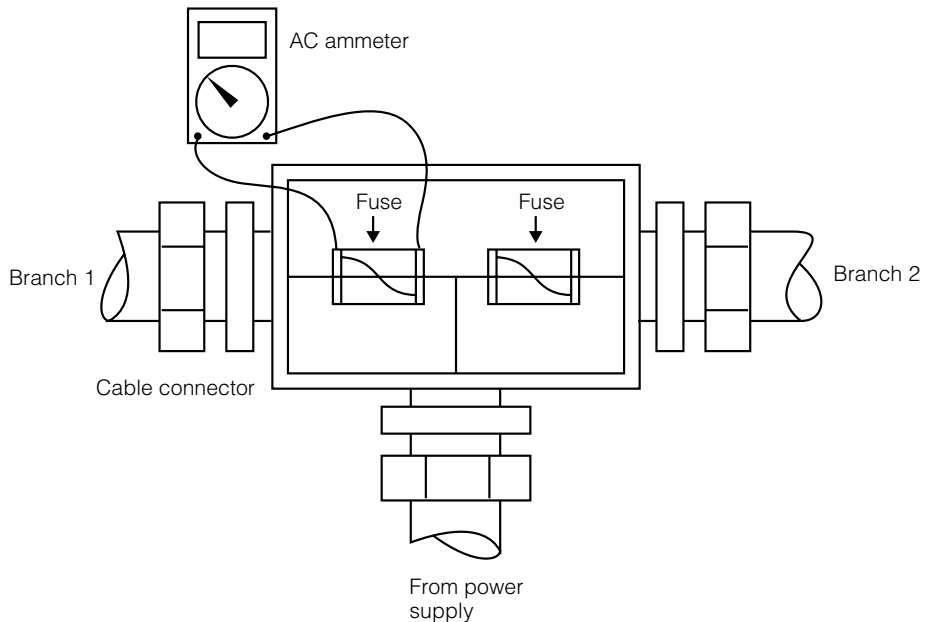 AC ammeter
Fuse
Fuse
Branch 1
Branch 2
Cable connector
From power
supply